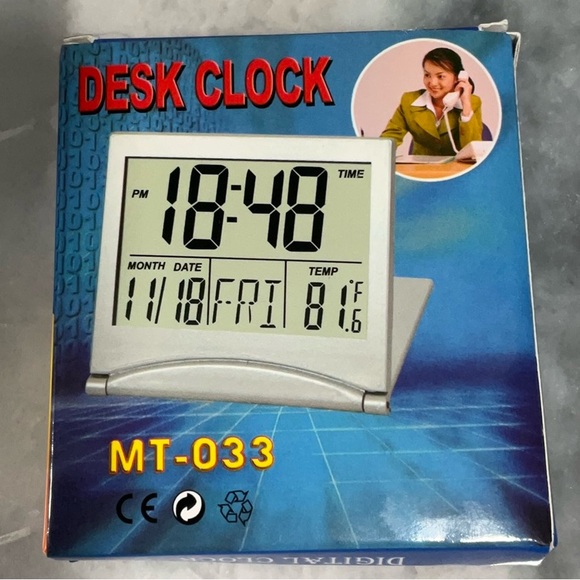 DESK CLOCK
TIME
PM 18:48
MONTH DATE TEMP
11/18 FRI 81.6 °F
MT-033
CE
DIGITAL CLOCK